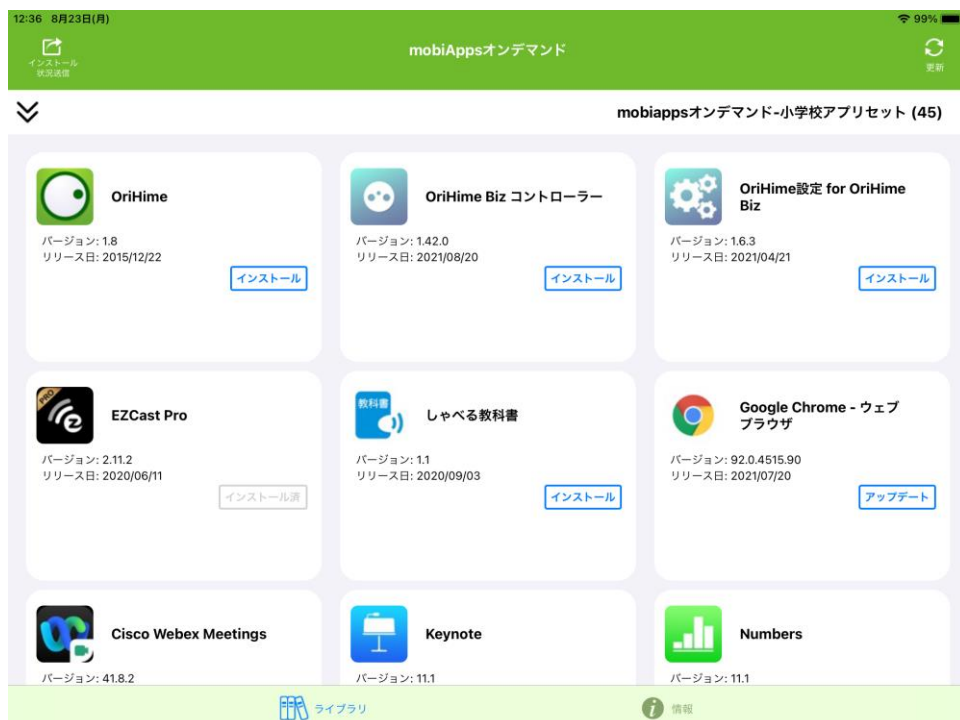 12:36 8月23日(月)
99%
インストール
状況送信
mobiAppsオンデマンド
更新
mobiappsオンデマンド-小学校アプリセット (45)
OriHime
バージョン: 1.8
リリース日: 2015/12/22
インストール
OriHime Biz コントローラー
バージョン: 1.42.0
リリース日: 2021/08/20
インストール
OriHime設定 for OriHime
Biz
バージョン: 1.6.3
リリース日: 2021/04/21
インストール
PRO
EZCast Pro
バージョン: 2.11.2
リリース日: 2020/06/11
インストール済
教科書
しゃべる教科書
バージョン: 1.1
リリース日: 2020/09/03
インストール
Google Chrome - ウェブ
ブラウザ
バージョン: 92.0.4515.90
リリース日: 2021/07/20
アップデート
Cisco Webex Meetings
バージョン: 41.8.2
Keynote
バージョン: 11.1
Numbers
バージョン: 11.1
ライブラリ
情報